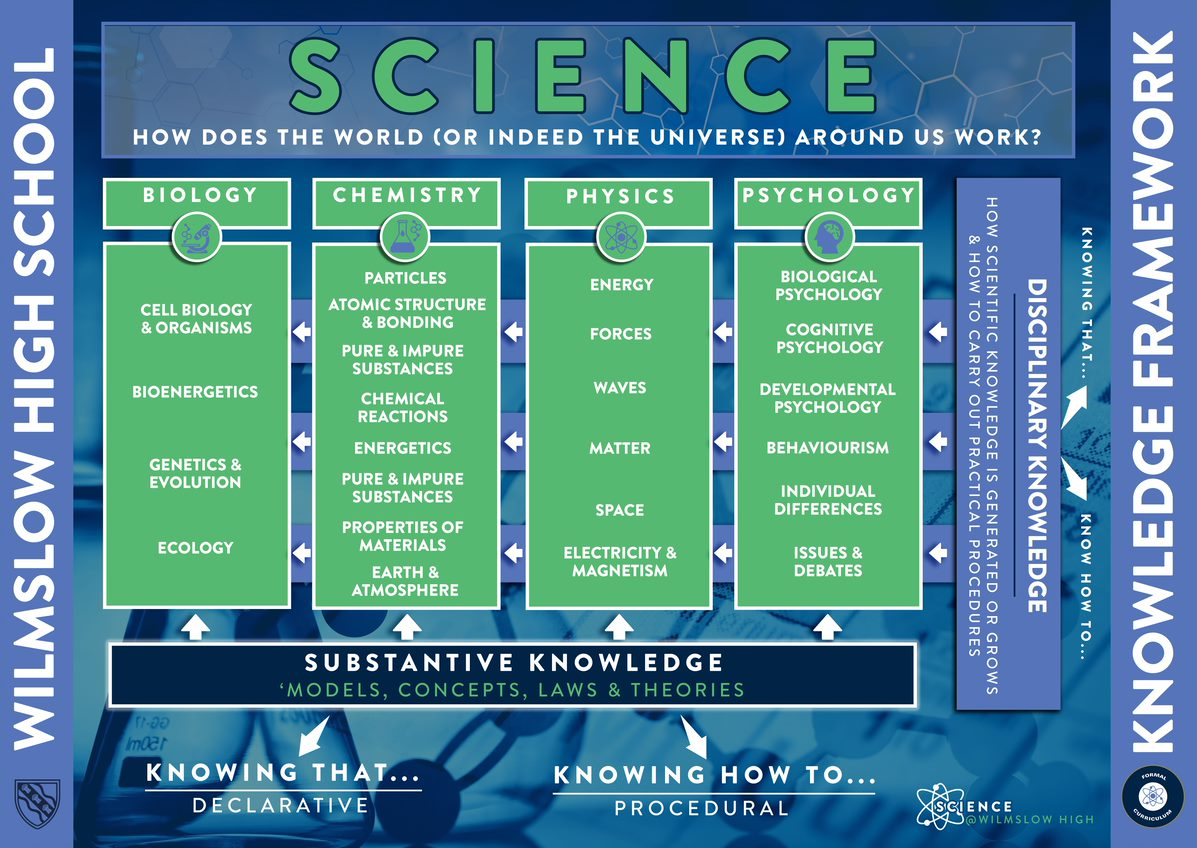 WILMSLOW HIGH SCHOOL
SCIENCE
HOW DOES THE WORLD (OR INDEED THE UNIVERSE) AROUND US WORK?
BIOLOGY
CELL BIOLOGY
& ORGANISMS
BIOENERGETICS
GENETICS &
EVOLUTION
ECOLOGY
CHEMISTRY
PARTICLES
ATOMIC STRUCTURE
& BONDING
PURE & IMPURE
SUBSTANCES
CHEMICAL
REACTIONS
ENERGETICS
PURE & IMPURE
SUBSTANCES
PROPERTIES OF
MATERIALS
EARTH &
ATMOSPHERE
PHYSICS
ENERGY
FORCES
WAVES
MATTER
SPACE
ELECTRICITY &
MAGNETISM
PSYCHOLOGY
BIOLOGICAL
PSYCHOLOGY
COGNITIVE
PSYCHOLOGY
DEVELOPMENTAL
PSYCHOLOGY
BEHAVIOURISM
INDIVIDUAL
DIFFERENCES
ISSUES &
DEBATES
DISCIPLINARY KNOWLEDGE
HOW SCIENTIFIC KNOWLEDGE IS GENERATED OR GROWS
& HOW TO CARRY OUT PRACTICAL PROCEDURES
KNOWING THAT...
KNOW HOW TO...
KNOWLEDGE FRAMEWORK
SUBSTANTIVE KNOWLEDGE
‘MODELS, CONCEPTS, LAWS & THEORIES
KNOWING THAT...
DECLARATIVE
KNOWING HOW TO...
PROCEDURAL
GG-17
150ml
SCIENCE
@WILMSLOW HIGH
FORMAL
CURRICULUM